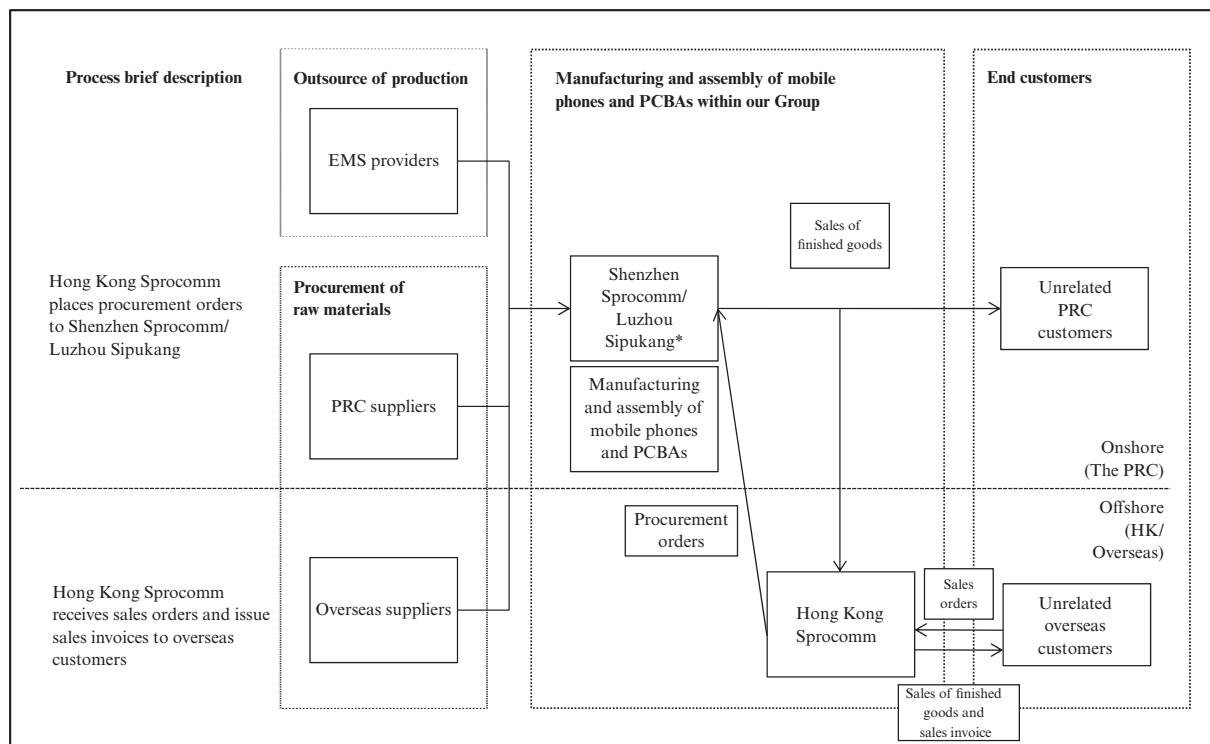 Process brief description
Outsource of production
Manufacturing and assembly of mobile
phones and PCBAs within our Group
End customers
EMS providers
Sales of
finished goods
Hong Kong Sprocomm
places procurement orders
to Shenzhen Sprocomm/
Luzhou Sipukang
Procurement of
raw materials
Shenzhen
Sprocomm/
Luzhou
Sipukang*
Unrelated
PRC
customers
PRC suppliers
Manufacturing
and assembly of
mobile phones
and PCBAs
Onshore
(The PRC)
Offshore
(HK/
Overseas)
Procurement
orders
Hong Kong Sprocomm
receives sales orders and issue
sales invoices to overseas
customers
Overseas suppliers
Hong Kong
Sprocomm
Sales
orders
Unrelated
overseas
customers
Sales of finished
goods and
sales invoice